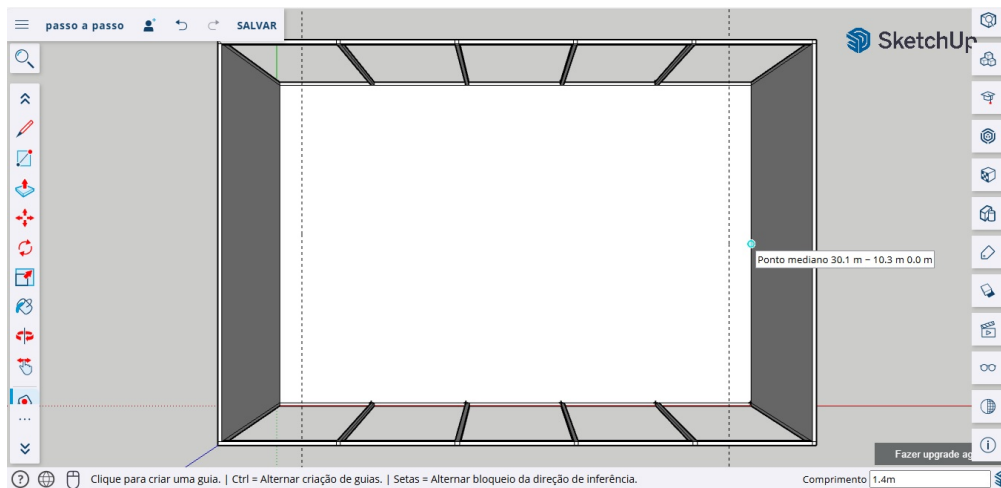 passo a passo SALVAR
SketchUp
Ponto mediano 30.1 m ~ 10.3 m 0.0 m
Fazer upgrade
Clique para criar uma guia. | Ctrl = Alternar criação de guias. | Setas = Alternar bloqueio da direção de inferência. Comprimento 1.4m